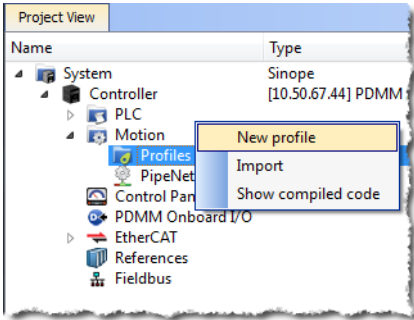 Project View
Name Type
System Sinope
Controller [10.50.67.44] PDMM
PLC
Motion
New profile
Profiles
Import
PipeNet
Show compiled code
Control Pan
PDMM Onboard I/O
EtherCAT
References
Fieldbus